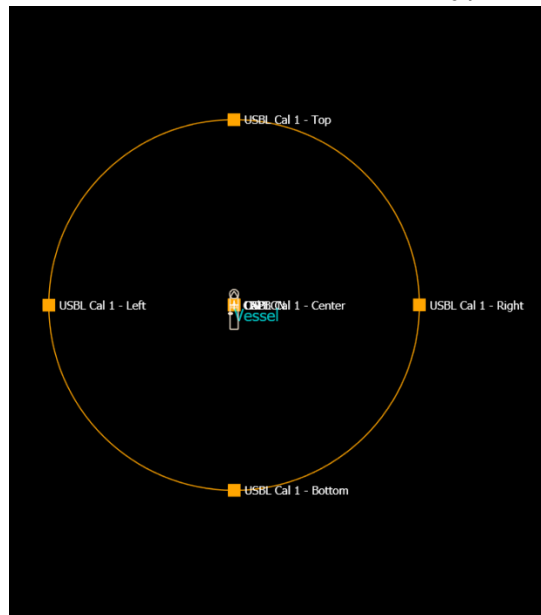 USBL Cal 1 - Top
USBL Cal 1 - Left
Cal 1 - Center
USBL Cal 1 - Right
Vessel
USBL Cal 1 - Bottom